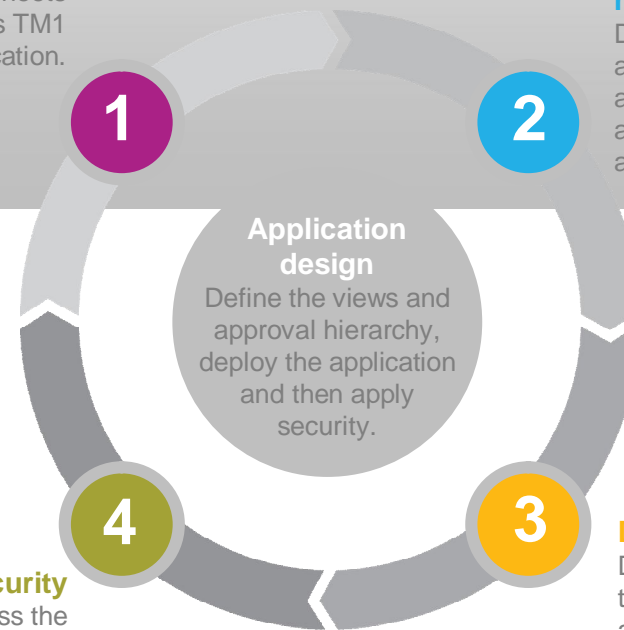 s TM1
cation.
1
2
Application
design
Define the views and
approval hierarchy,
deploy the application
and then apply
security.
4
3
curity
ss the